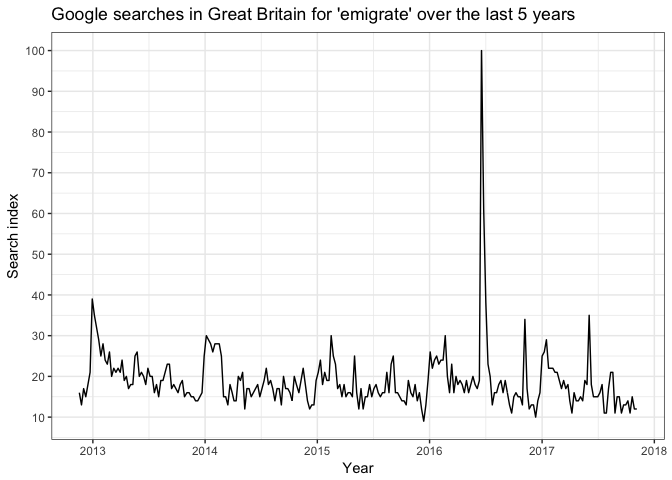 Google searches in Great Britain for 'emigrate' over the last 5 years
100
90
80
70
60
50
40
30
20
10
Search index
2013 2014 2015 2016 2017 2018
Year